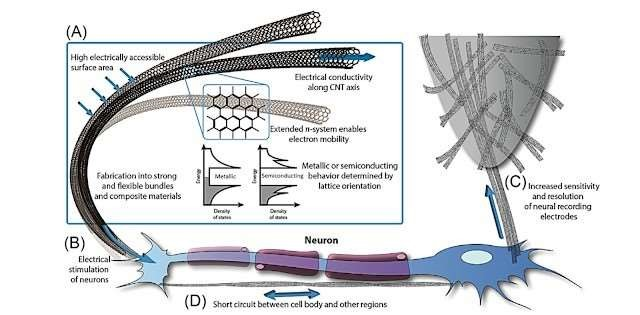 (A)
High electrically accessible
surface area
Electrical conductivity
along CNT axis
Extended π-system enables
electron mobility
Fabrication into strong
and flexible bundles
and composite materials
Energy
Metallic
Density
of states
Energy
Semiconducting
Density
of states
Metallic or semiconducting
behavior determined by
lattice orientation
(C) Increased sensitivity
and resolution
of neural recording
electrodes
(B)
Electrical
stimulation
of neurons
Neuron
(D) Short circuit between cell body and other regions